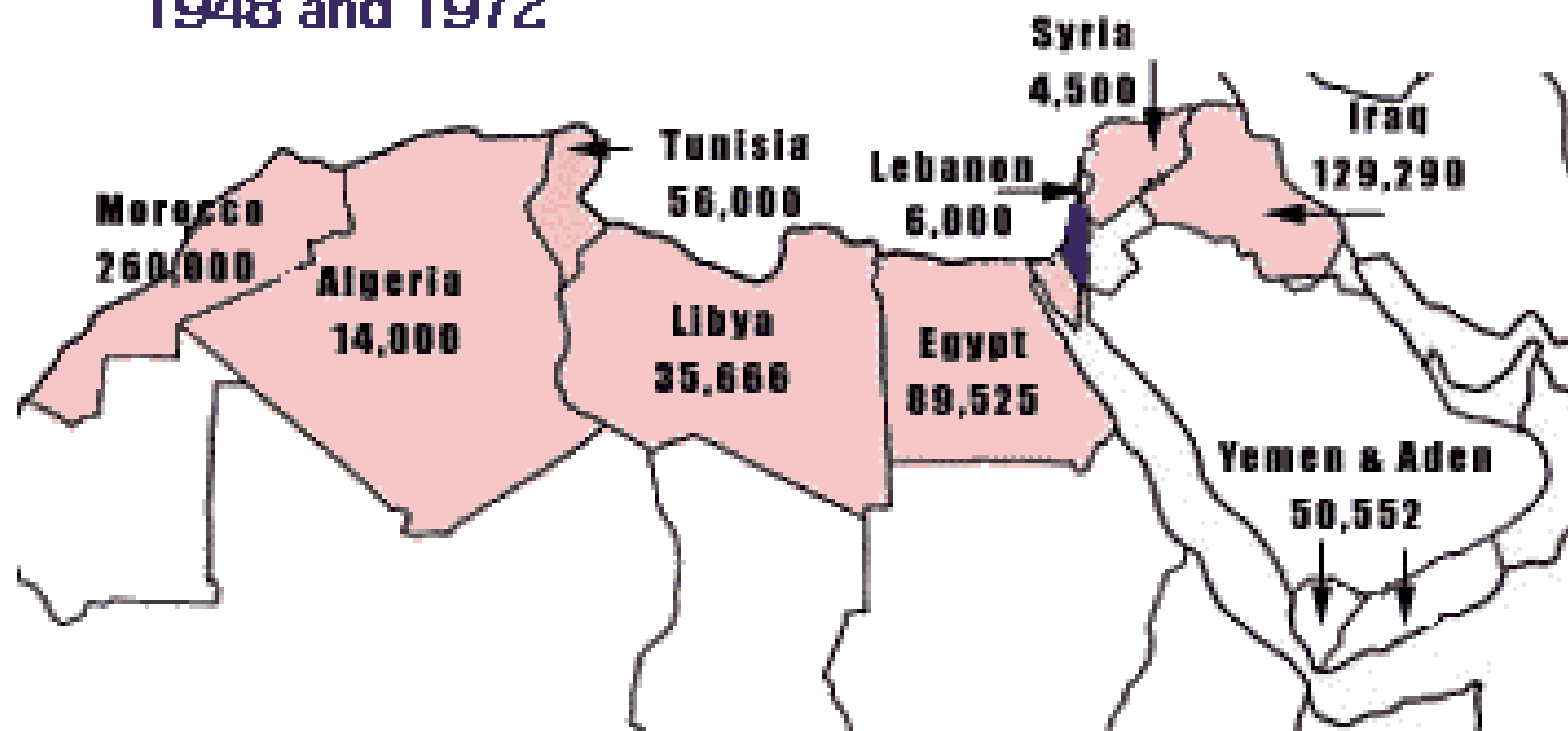 1948 and 1972
Syria
4,500
Iraq
129,290
Tunisia
56,000
Lebanon
6,000
Morocco
260,000
Algeria
14,000
Libya
35,666
Egypt
89,525
Yemen & Aden
50,552